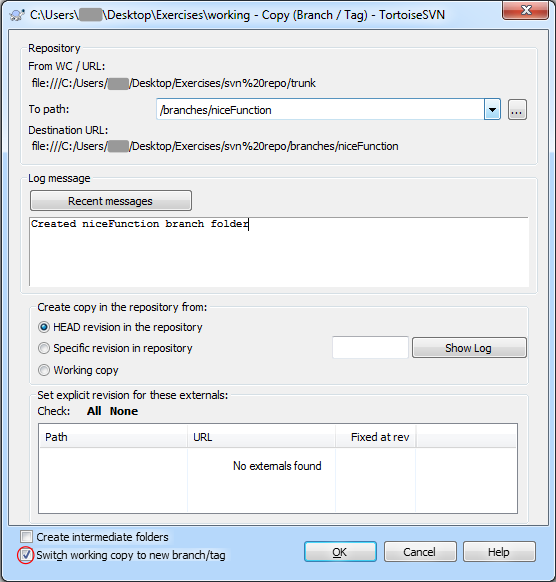 C:\Users\ \Desktop\Exercises\working - Copy (Branch / Tag) - TortoiseSVN
Repository
From WC / URL:
file:///C:/Users/ /Desktop/Exercises/svn%20repo/trunk
To path:
/branches/niceFunction
...
Destination URL:
file:///C:/Users/ /Desktop/Exercises/svn%20repo/branches/niceFunction
Log message
Recent messages
Created niceFunction branch folder
Create copy in the repository from:
HEAD revision in the repository
Specific revision in repository
Show Log
Working copy
Set explicit revision for these externals:
Check: All None
Path URL Fixed at rev
No externals found
Create intermediate folders
Switch working copy to new branch/tag
OK Cancel Help